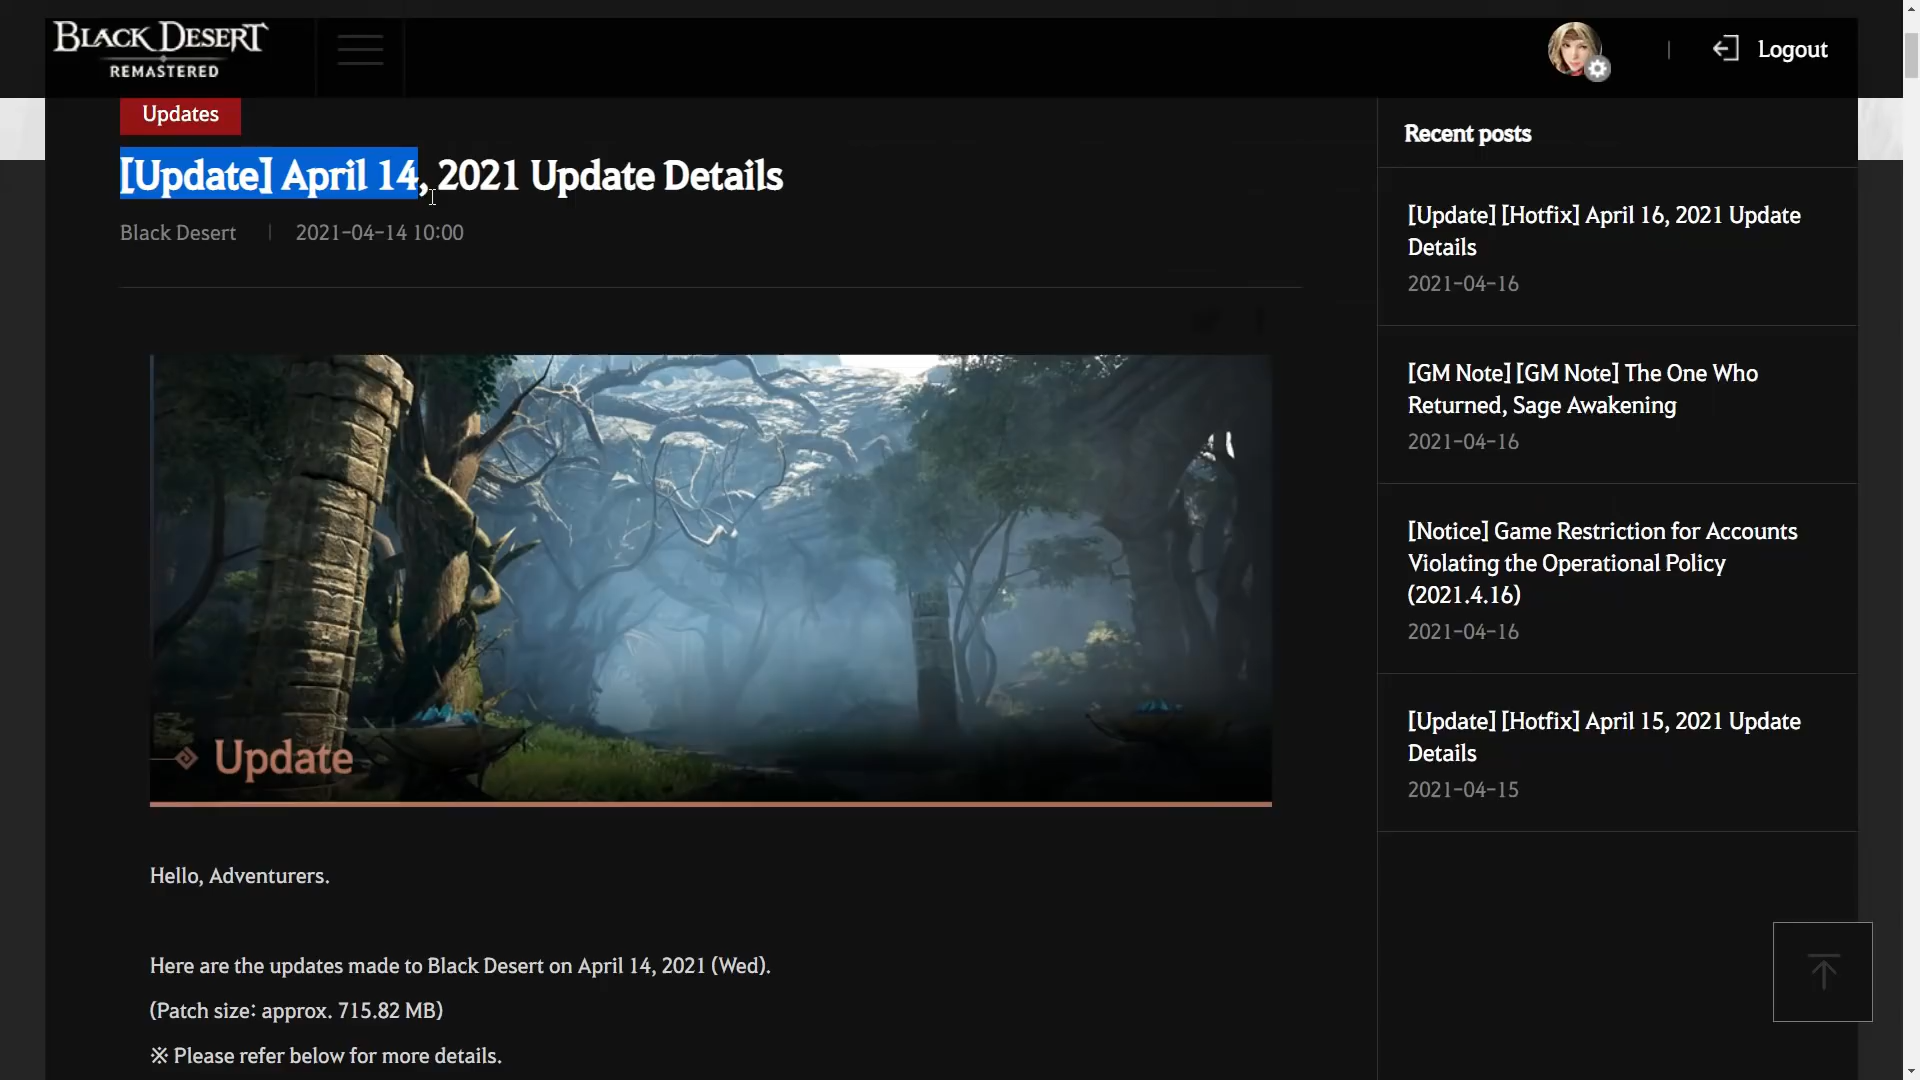 BLACK DESERT
REMASTERED
Logout
Updates
[Update] April 14, 2021 Update Details
Black Desert
2021-04-14 10:00
Update
Hello, Adventurers.
Here are the updates made to Black Desert on April 14, 2021 (Wed).
(Patch size: approx. 715.82 MB)
※ Please refer below for more details.
Recent posts
[Update] [Hotfix] April 16, 2021 Update
Details
2021-04-16
[GM Note] [GM Note] The One Who
Returned, Sage Awakening
2021-04-16
[Notice] Game Restriction for Accounts
Violating the Operational Policy
(2021.4.16)
2021-04-16
[Update] [Hotfix] April 15, 2021 Update
Details
2021-04-15